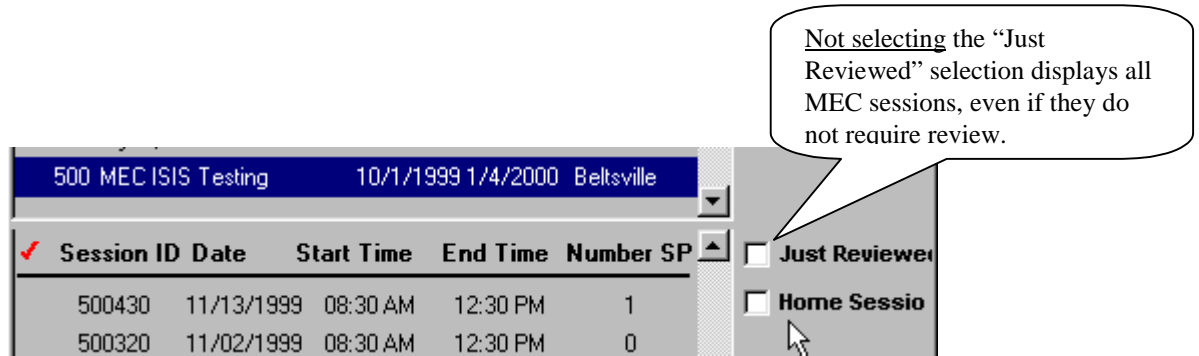 Not selecting the “Just
Reviewed” selection displays all
MEC sessions, even if they do
not require review.
500 MEC ISIS Testing 10/1/1999 1/4/2000 Beltsville
✓ Session ID Date Start Time End Time Number SP
Just Reviewe
500430 11/13/1999 08:30 AM 12:30 PM 1
Home Sessio
500320 11/02/1999 08:30 AM 12:30 PM 0